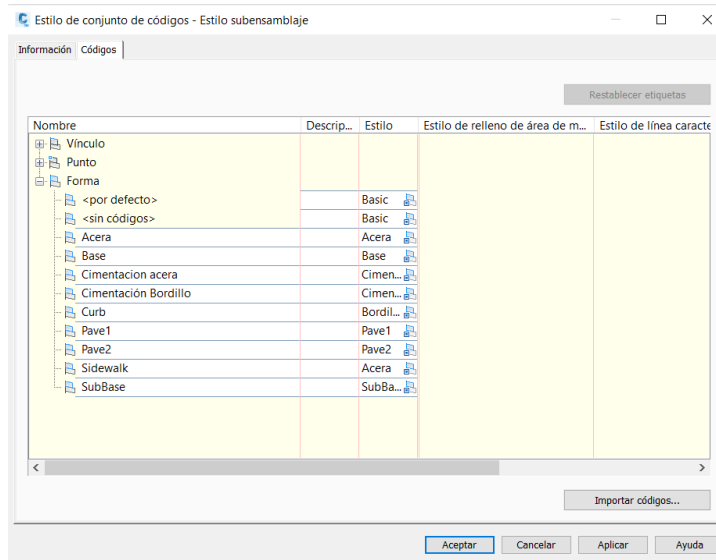 Estilo de conjunto de códigos - Estilo subensamblaje
Información Códigos
Restablecer etiquetas
Nombre Descrip... Estilo Estilo de relleno de área de m... Estilo de línea caracte
Vínculo
Punto
Forma
<por defecto> Basic
<sin códigos> Basic
Acera Acera
Base Base
Cimentacion acera Cimen...
Cimentación Bordillo Cimen...
Curb Bordil...
Pave1 Pave1
Pave2 Pave2
Sidewalk Acera
SubBase SubBa...
Importar códigos...
Aceptar Cancelar Aplicar Ayuda